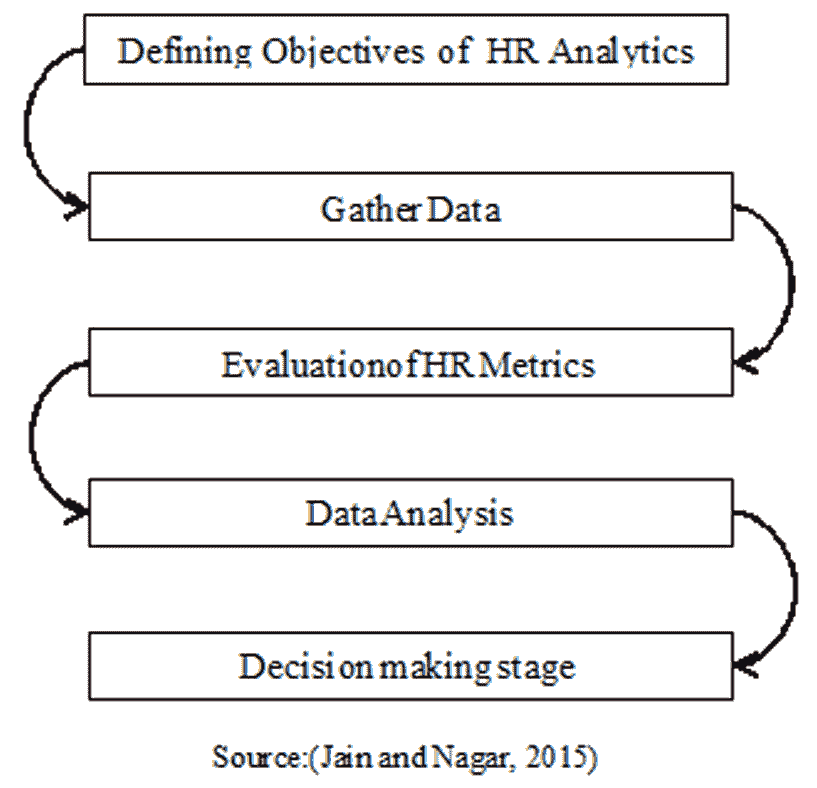 Defining Objectives of HR Analytics
Gather Data
Evaluation of HR Metrics
Data Analysis
Decision making stage
Source:(Jain and Nagar, 2015)